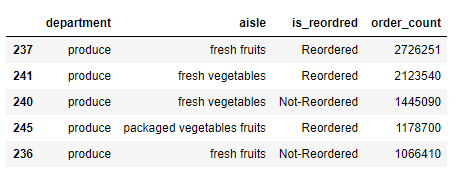 department aisle is_reordred order_count
237 produce fresh fruits Reordered 2726251
241 produce fresh vegetables Reordered 2123540
240 produce fresh vegetables Not-Reordered 1445090
245 produce packaged vegetables fruits Reordered 1178700
236 produce fresh fruits Not-Reordered 1066410